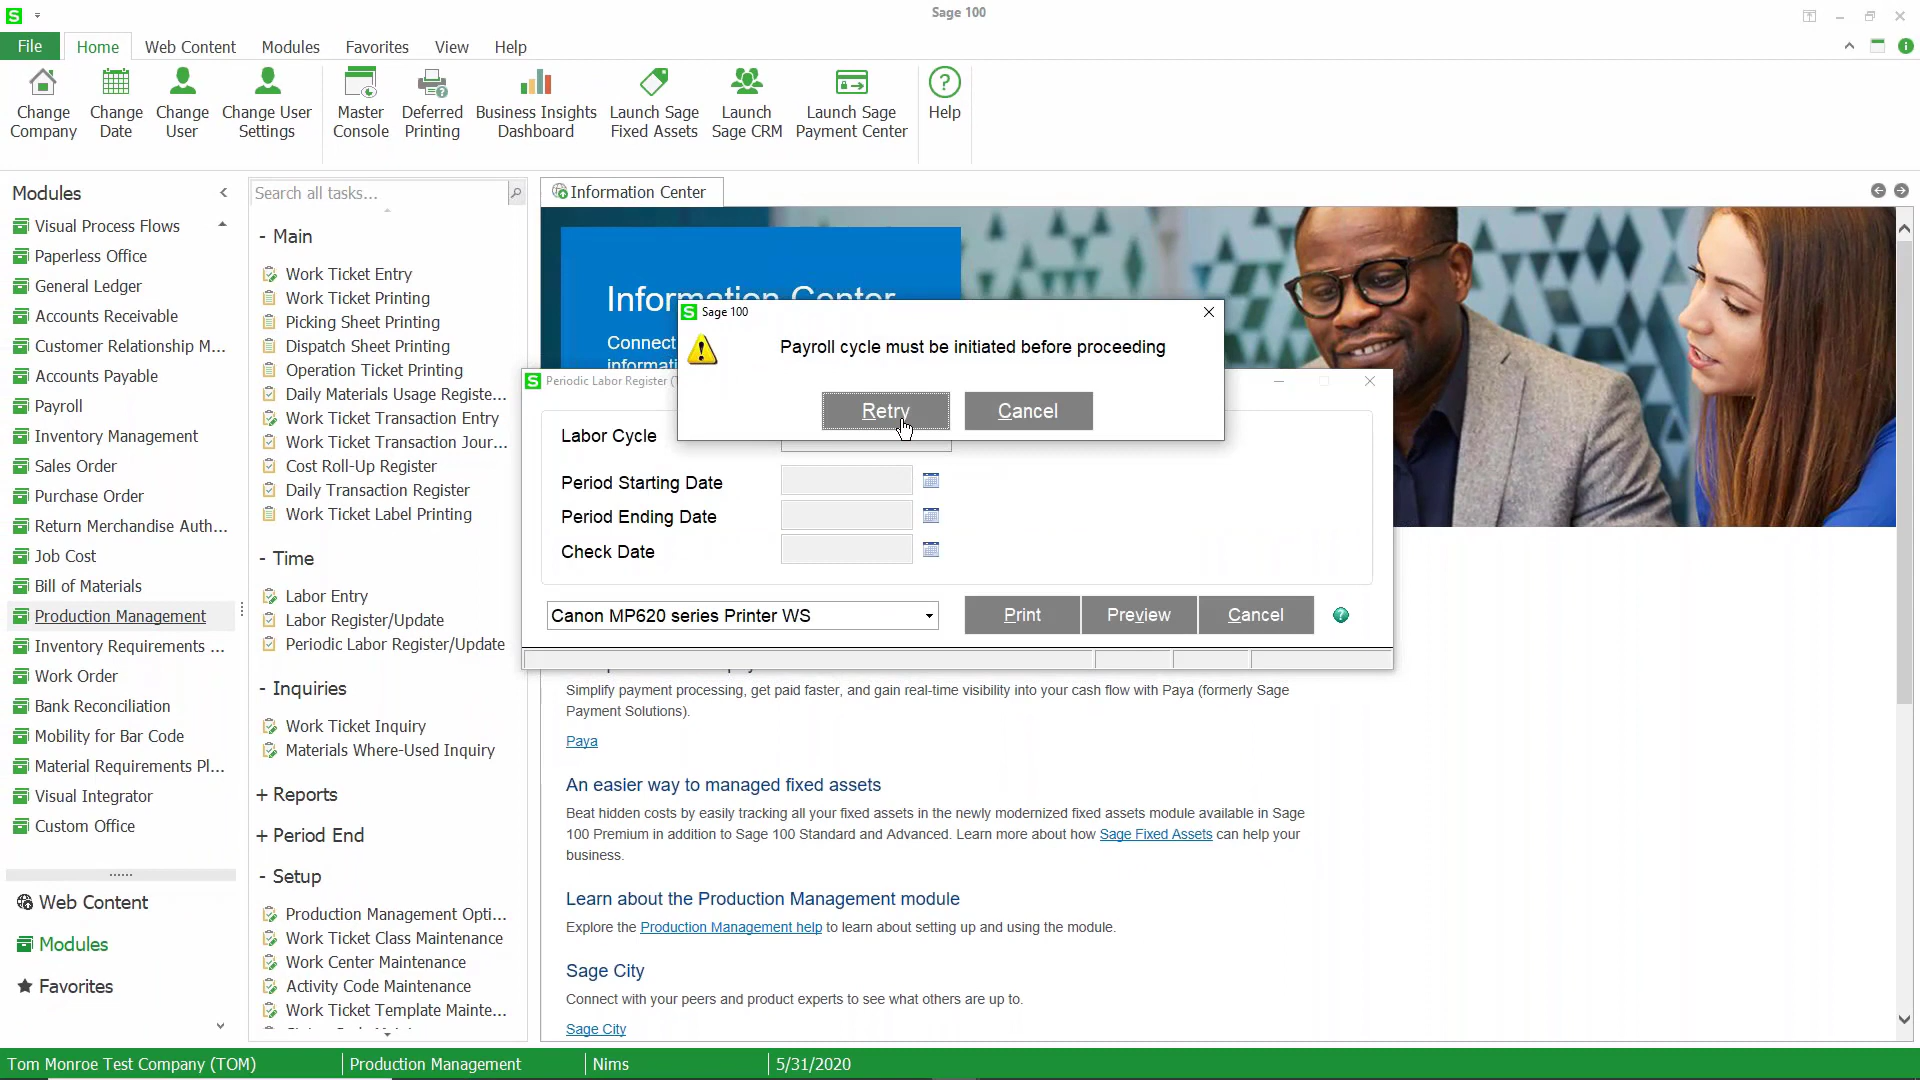 Sage 100
File Home Web Content Modules Favorites View Help
Change Company
Change Date
Change User
Change User Settings
Master Console
Deferred Printing
Business Insights Dashboard
Launch Sage Fixed Assets
Launch Sage CRM
Launch Sage Payment Center
Help
Modules
Visual Process Flows
Paperless Office
General Ledger
Accounts Receivable
Customer Relationship M...
Accounts Payable
Payroll
Inventory Management
Sales Order
Purchase Order
Return Merchandise Auth...
Job Cost
Bill of Materials
Production Management
Inventory Requirements ...
Work Order
Bank Reconciliation
Mobility for Bar Code
Material Requirements Pl...
Visual Integrator
Custom Office
Web Content
Modules
Favorites
Search all tasks...
- Main
Work Ticket Entry
Work Ticket Printing
Picking Sheet Printing
Dispatch Sheet Printing
Operation Ticket Printing
Daily Materials Usage Registe...
Work Ticket Transaction Entry
Work Ticket Transaction Jour...
Cost Roll-Up Register
Daily Transaction Register
Work Ticket Label Printing
- Time
Labor Entry
Labor Register/Update
Periodic Labor Register/Update
- Inquiries
Work Ticket Inquiry
Materials Where-Used Inquiry
+ Reports
+ Period End
- Setup
Production Management Opti...
Work Ticket Class Maintenance
Work Center Maintenance
Activity Code Maintenance
Work Ticket Template Mainte...
Information Center
Information Center
Connect
Sage 100
Payroll cycle must be initiated before proceeding
Retry Cancel
Periodic Labor Register
Labor Cycle
Period Starting Date
Period Ending Date
Check Date
Canon MP620 series Printer WS
Print Preview Cancel
Simplify payment processing, get paid faster, and gain real-time visibility into your cash flow with Paya (formerly Sage
Payment Solutions).
Paya
An easier way to managed fixed assets
Beat hidden costs by easily tracking all your fixed assets in the newly modernized fixed assets module available in Sage
100 Premium in addition to Sage 100 Standard and Advanced. Learn more about how Sage Fixed Assets can help your
business.
Learn about the Production Management module
Explore the Production Management help to learn about setting up and using the module.
Sage City
Connect with your peers and product experts to see what others are up to.
Sage City
Tom Monroe Test Company (TOM) Production Management Nims 5/31/2020